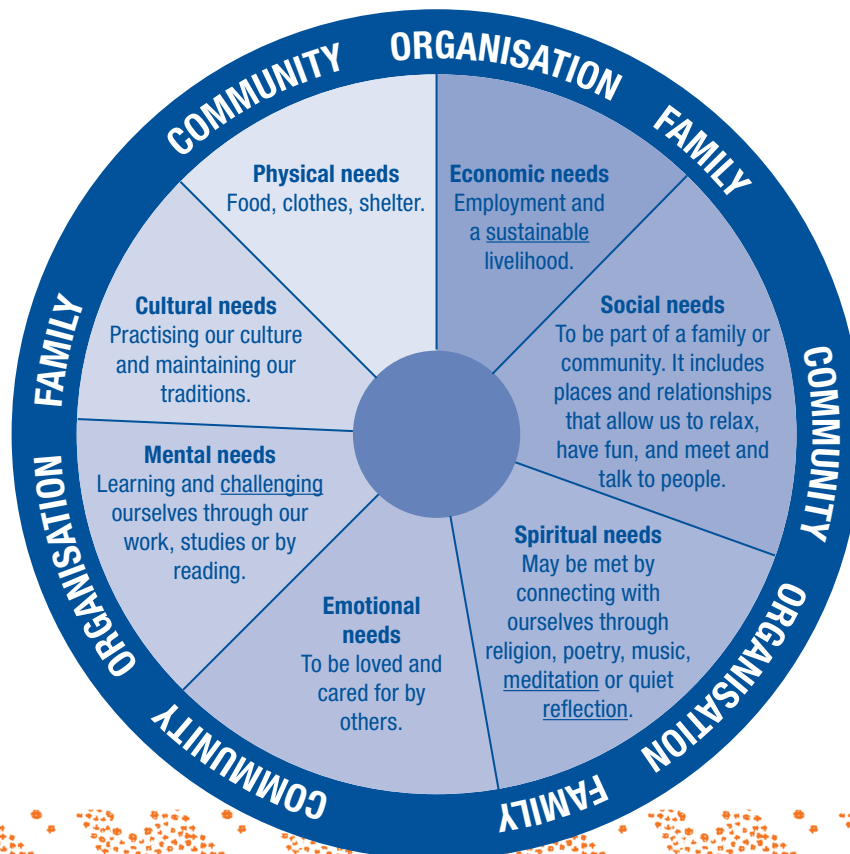 COMMUNITY
ORGANISATION
FAMILY
COMMUNITY
ORGANISATION
FAMILY
COMMUNITY
ORGANISATION
FAMILY
Physical needs
Food, clothes, shelter.
Economic needs
Employment and
a sustainable
livelihood.
Social needs
To be part of a family or
community. It includes
places and relationships
that allow us to relax,
have fun, and meet and
talk to people.
Spiritual needs
May be met by
connecting with
ourselves through
religion, poetry, music,
meditation or quiet
reflection.
Emotional
needs
To be loved and
cared for by
others.
Mental needs
Learning and challenging
ourselves through our
work, studies or by
reading.
Cultural needs
Practising our culture
and maintaining our
traditions.